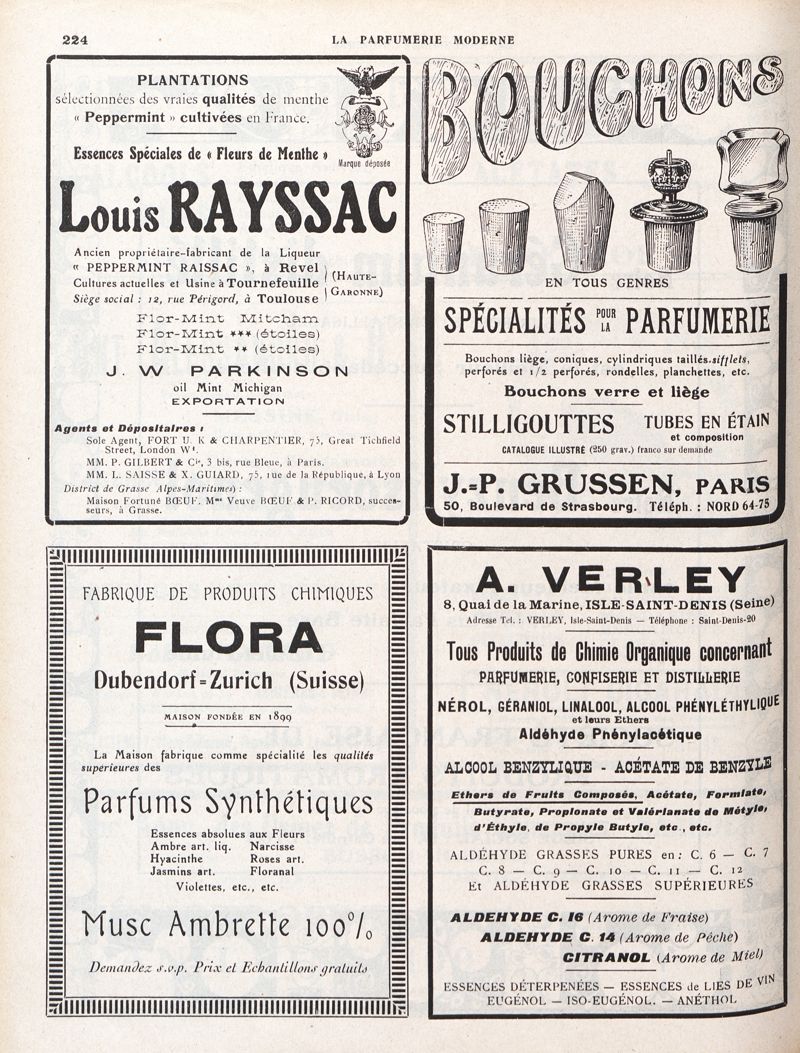 224
LA PARFUMERIE MODERNE
PLANTATIONS
sélectionnées des vraies qualités de menthe
« Peppermint » cultivées en France.
Marque déposée
Essences Spéciales de « Fleurs de Menthe »
Louis RAYSSAC
Ancien propriétaire-fabricant de la Liqueur
« PEPPERMINT RAISSAC », à Revel
Cultures actuelles et Usine à Tournefeuille
Siège social : 12, rue Périgord, à Toulouse
(HAUTE-
GARONNE)
Flor-Mint Mitcham
Flor-Mint *** (étoiles)
Flor-Mint ** (étoiles)
J. W PARKINSON
oil Mint Michigan
EXPORTATION
Agents et Dépositaires :
Sole Agent, FORT U. K & CHARPENTIER, 75, Great Tichfield
Street, London W¹.
MM. P. GILBERT & Cie, 3 bis, rue Bleue, à Paris.
MM. L. SAISSE & X. GUIARD, 75, rue de la République, à Lyon
District de Grasse Alpes-Maritimes) :
Maison Fortuné BŒUF, Mme Veuve BŒUF & P. RICORD, succes-
seurs, à Grasse.
BOUCHONS
EN TOUS GENRES
SPÉCIALITÉS POUR LA PARFUMERIE
Bouchons liège, coniques, cylindriques taillés.sifflets,
perforés et 1/2 perforés, rondelles, planchettes, etc.
Bouchons verre et liège
STILLIGOUTTES TUBES EN ÉTAIN
et composition
CATALOGUE ILLUSTRÉ (250 grav.) franco sur demande
J.=P. GRUSSEN, PARIS
50, Boulevard de Strasbourg. Téléph. : NORD 64-75
FABRIQUE DE PRODUITS CHIMIQUES
FLORA
Dubendorf=Zurich (Suisse)
MAISON FONDÉE EN 1899
La Maison fabrique comme spécialité les qualités
supérieures des
Parfums Synthétiques
Essences absolues aux Fleurs
Ambre art. liq. Narcisse
Hyacinthe Roses art.
Jasmins art. Floranal
Violettes, etc., etc.
Musc Ambrette 100%
Demandez s.v.p. Prix et Echantillons gratuits
A. VERLEY
8, Quai de la Marine, ISLE-SAINT-DENIS (Seine)
Adresse Tel. : VERLEY, Isle-Saint-Denis — Téléphone : Saint-Denis-20
Tous Produits de Chimie Organique concernant
PARFUMERIE, CONFISERIE ET DISTILLERIE
NÉROL, GÉRANIOL, LINALOOL, ALCOOL PHÉNYLÉTHYLIQUE
et leurs Ethers
Aldéhyde Phénylacétique
ALCOOL BENZYLIQUE - ACÉTATE DE BENZYLE
Ethers de Fruits Composés, Acétate, Formiate,
Butyrate, Propionate et Valérianate de Métyle,
d'Éthyle, de Propyle Butyle, etc., etc.
ALDÉHYDE GRASSES PURES en: C. 6 — C. 7
C. 8 — C. 9 — C. 10 — C. 11 — C. 12
Et ALDÉHYDE GRASSES SUPÉRIEURES
ALDEHYDE C. 16 (Arome de Fraise)
ALDEHYDE C. 14 (Arome de Pêche)
CITRANOL (Arome de Miel)
ESSENCES DÉTERPENÉES — ESSENCES de LIES DE VIN
EUGÉNOL — ISO-EUGÉNOL. — ANÉTHOL